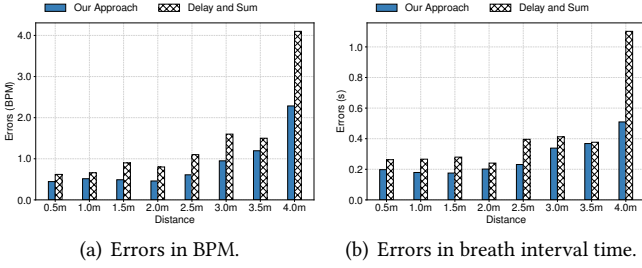 Our Approach Delay and Sum
4.0
3.0
2.0
1.0
0.0
Errors (BPM)
0.5m 1.0m 1.5m 2.0m 2.5m 3.0m 3.5m 4.0m
Distance
(a) Errors in BPM.
Our Approach Delay and Sum
1.0
0.8
0.6
0.4
0.2
0.0
Errors (s)
0.5m 1.0m 1.5m 2.0m 2.5m 3.0m 3.5m 4.0m
Distance
(b) Errors in breath interval time.